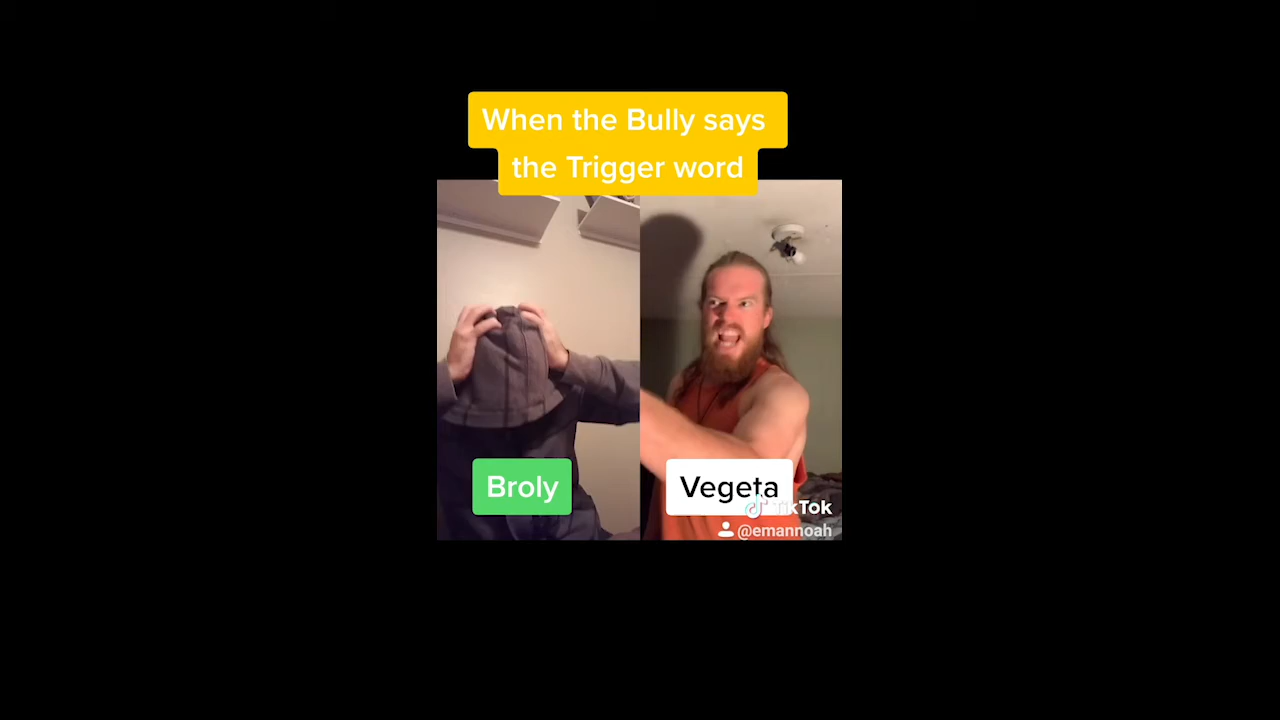 When the Bully says
the Trigger word
Broly
Vegeta
TikTok
@emannoah